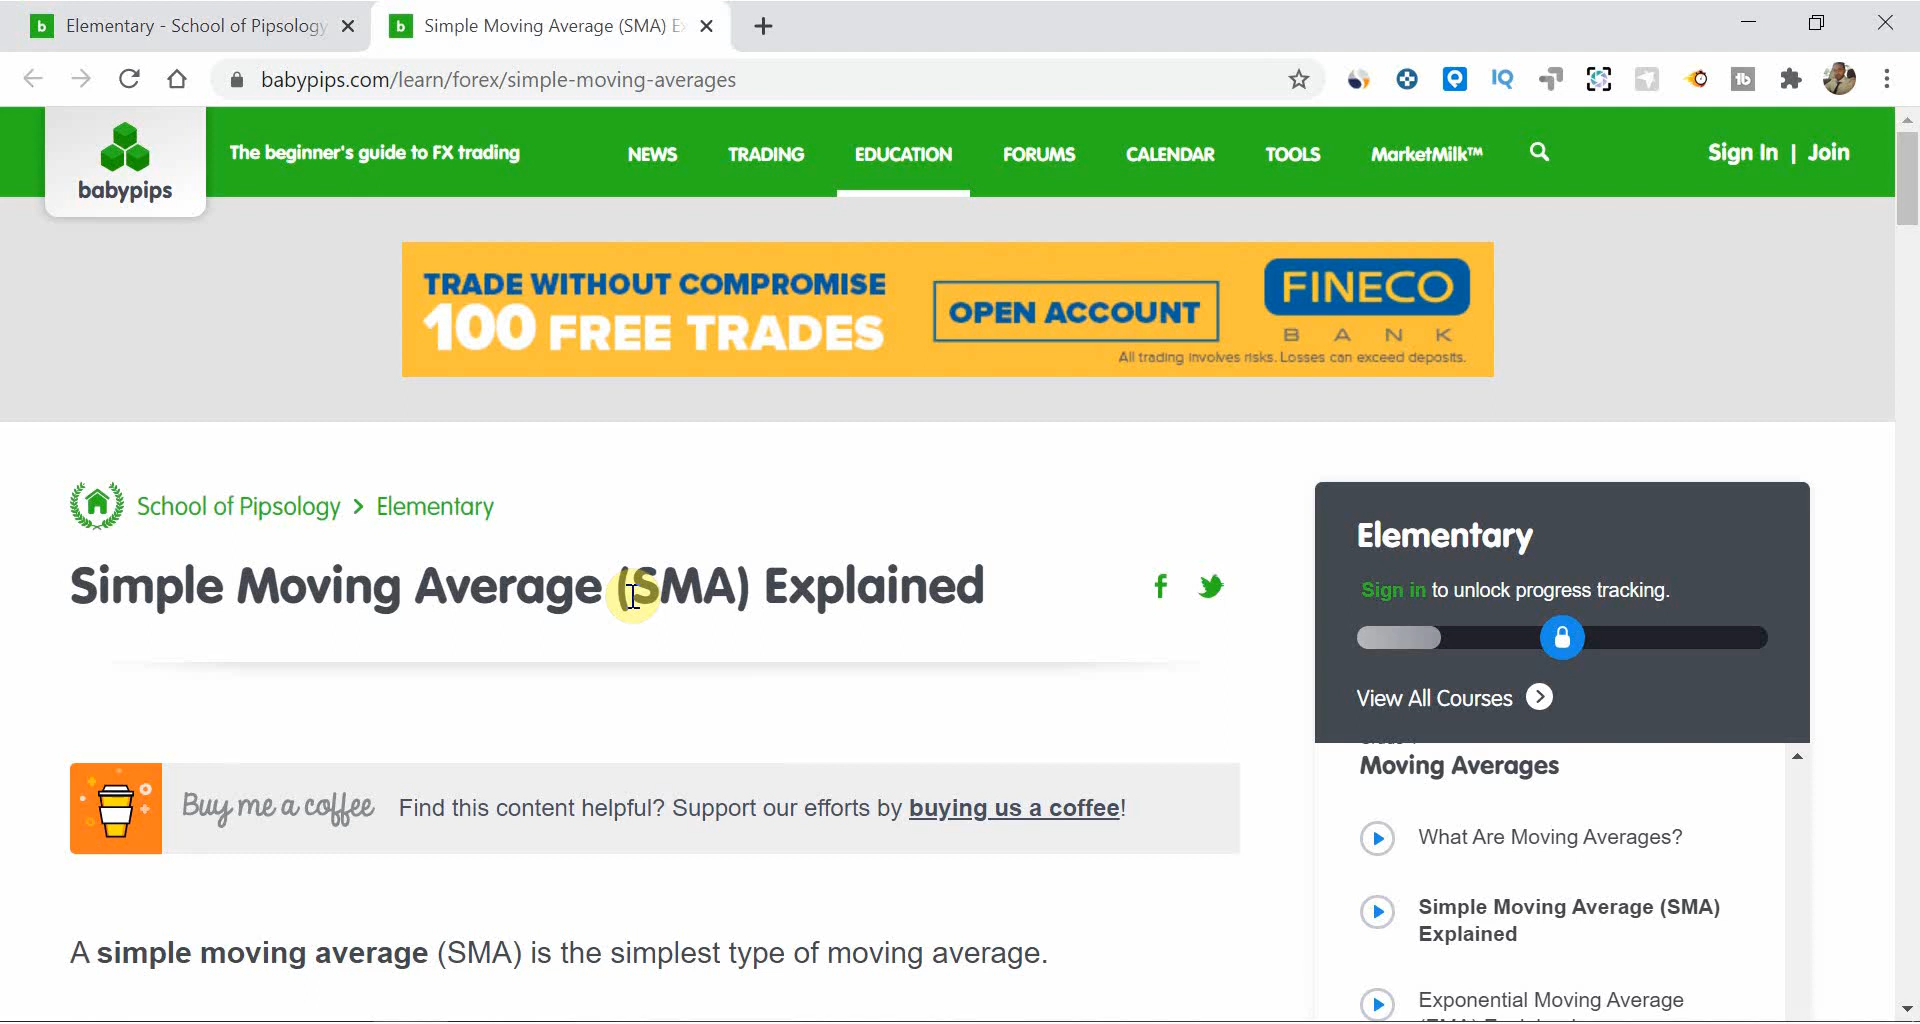 Elementary - School of Pipsology
Simple Moving Average (SMA) E
babypips.com/learn/forex/simple-moving-averages
IQ
tb
babypips
The beginner's guide to FX trading
NEWS
TRADING
EDUCATION
FORUMS
CALENDAR
TOOLS
MarketMilk™
Sign In | Join
TRADE WITHOUT COMPROMISE
100 FREE TRADES
OPEN ACCOUNT
FINECO
BANK
All trading involves risks. Losses can exceed deposits.
School of Pipsology > Elementary
Simple Moving Average (SMA) Explained
Buy me a coffee
Find this content helpful? Support our efforts by buying us a coffee!
A simple moving average (SMA) is the simplest type of moving average.
Elementary
Sign in to unlock progress tracking.
View All Courses
Moving Averages
What Are Moving Averages?
Simple Moving Average (SMA)
Explained
Exponential Moving Average